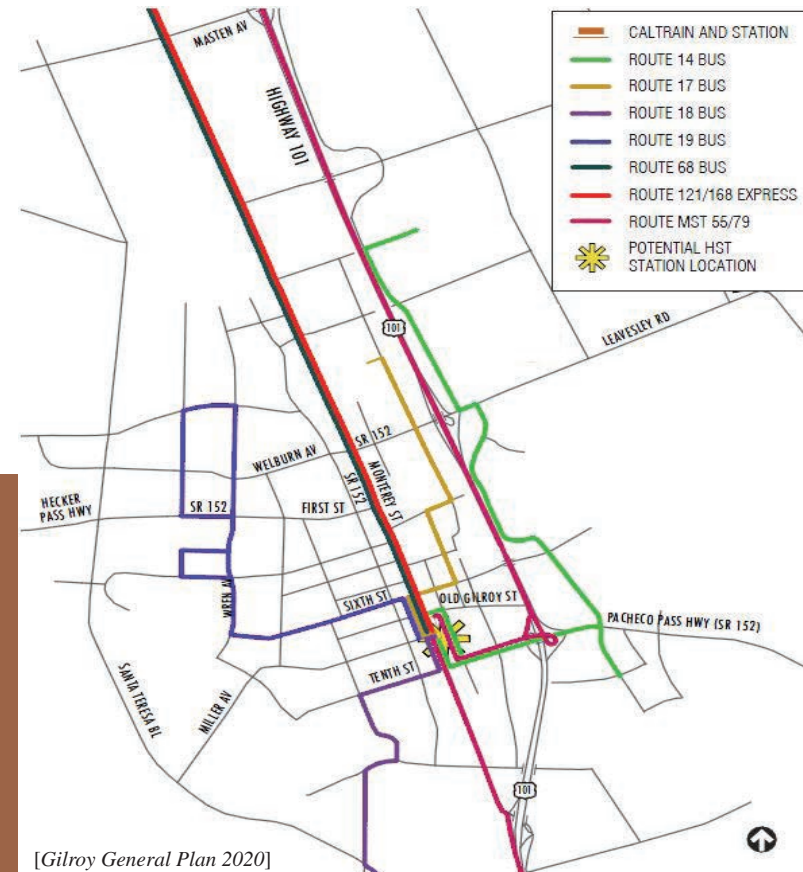 MASTEN AV
HIGHWAY 101
CALTRAIN AND STATION
ROUTE 14 BUS
ROUTE 17 BUS
ROUTE 18 BUS
ROUTE 19 BUS
ROUTE 68 BUS
ROUTE 121/168 EXPRESS
ROUTE MST 55/79
POTENTIAL HST
STATION LOCATION
101
LEAVESLEY RD
SR 152
WELBURN AV
SR 152
MONTEREY ST
HECKER
PASS HWY
SR 152
FIRST ST
WREN AV
SIXTH ST
OLD GILROY ST
PACHECO PASS HWY (SR 152)
TENTH ST
SANTA TERESA BL
MILLER AV
101
[Gilroy General Plan 2020]